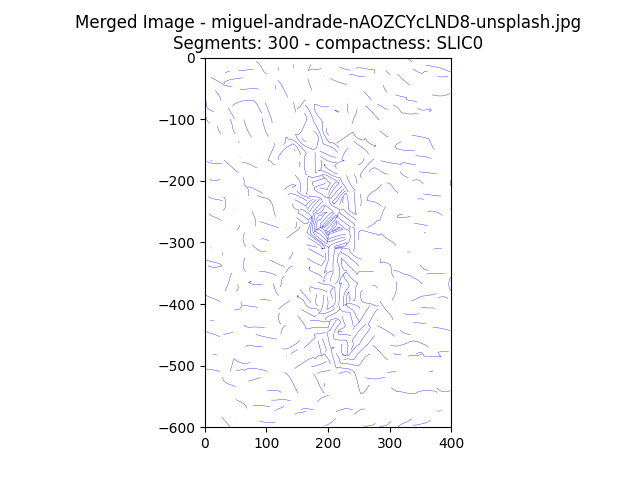 Merged Image - miguel-andrade-nAOZCYcLND8-unsplash.jpg
Segments: 300 - compactness: SLIC0
0
−100
−200
−300
−400
−500
−600
0 100 200 300 400